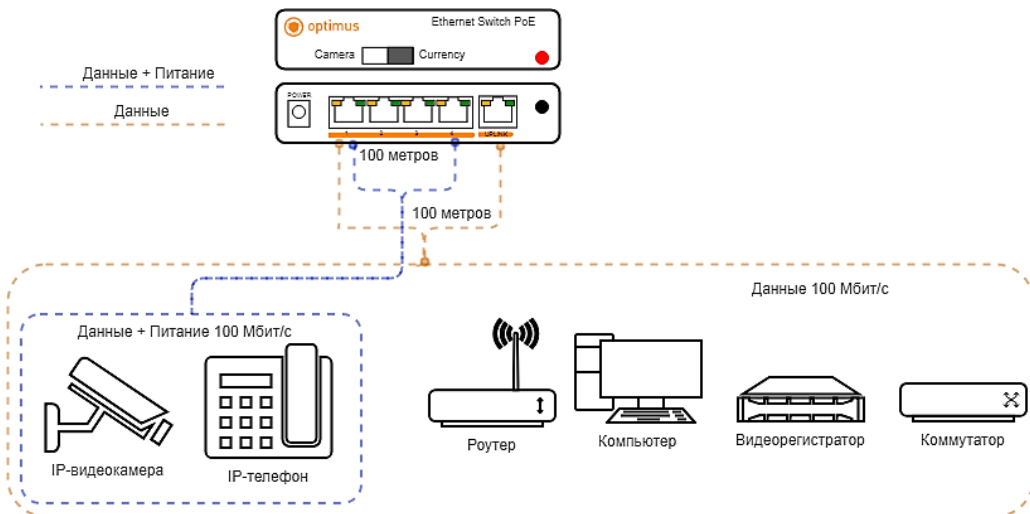 optimus
Ethernet Switch PoE
Camera
Currency
Данные + Питание
Данные
POWER
1 2 3 4 UPLINK
100 метров
100 метров
Данные 100 Мбит/с
Данные + Питание 100 Мбит/с
IP-видеокамера
IP-телефон
Роутер
Компьютер
Видеорегистратор
Коммутатор